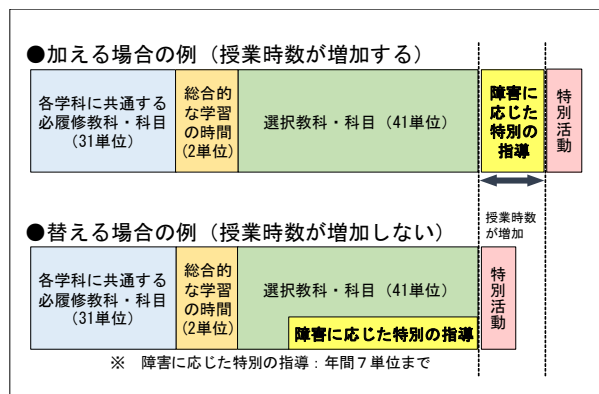 ●加える場合の例（授業時数が増加する）
各学科に共通する
必履修教科・科目
(31単位)
総合的
な学習
の時間
(2単位)
選択教科・科目（41単位）
障害に
応じた
特別の
指導
特別活動
授業時数
が増加
●替える場合の例（授業時数が増加しない）
各学科に共通する
必履修教科・科目
(31単位)
総合的
な学習
の時間
(2単位)
選択教科・科目（41単位）
障害に応じた特別の指導
特別活動
※　障害に応じた特別の指導：年間７単位まで